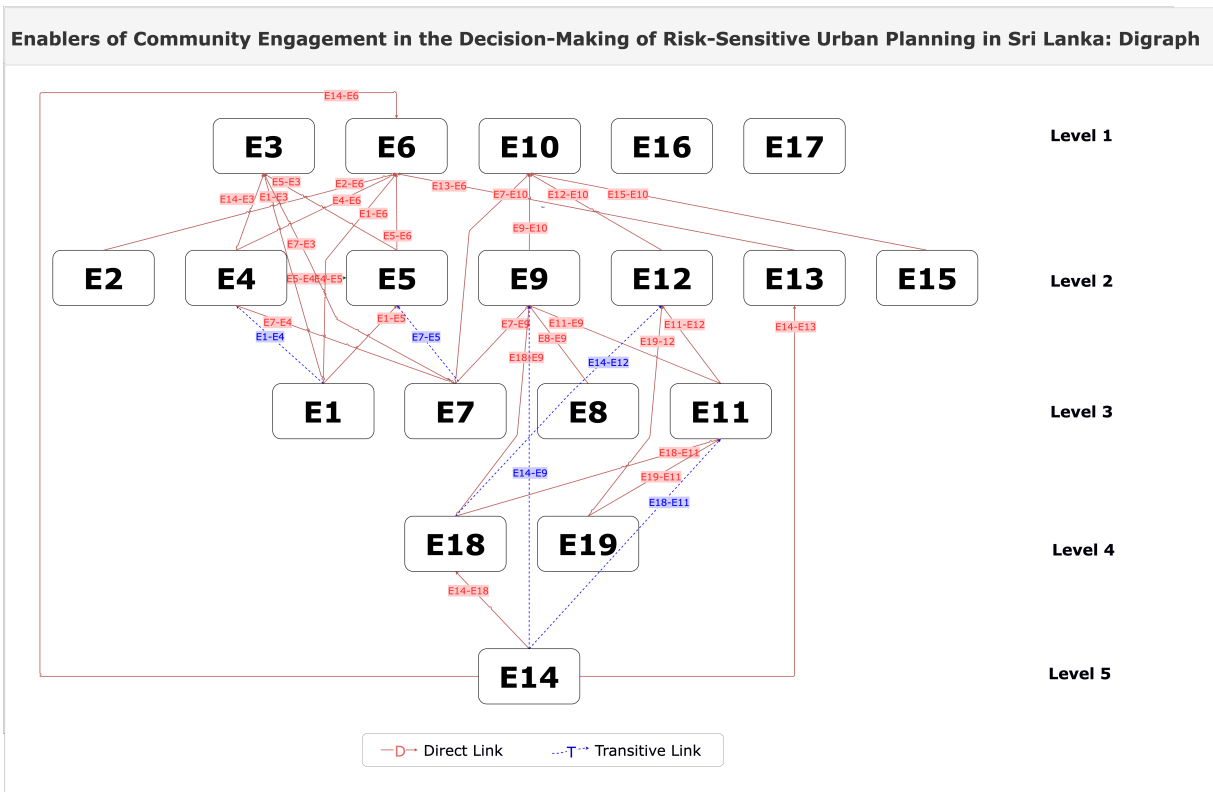 Enablers of Community Engagement in the Decision-Making of Risk-Sensitive Urban Planning in Sri Lanka: Digraph
E14-E6
E3
E6
E10
E16
E17
Level 1
E5-E3
E2-E6
E13-E6
E14-E3
E1-E3
E4-E6
E7-E10
E12-E10
E15-E10
E1-E6
E9-E10
E5-E6
E7-E3
E2
E4
E5-E4
E4-E5
E5
E9
E12
E13
E15
Level 2
E7-E4
E1-E5
E7-E9
E11-E9
E11-E12
E14-E13
E1-E4
E7-E5
E8-E9
E19-12
E18-E9
E14-E12
E1
E7
E8
E11
Level 3
E18-E11
E14-E9
E19-E11
E18-E11
E18
E19
Level 4
E14-E18
E14
Level 5
D Direct Link
T Transitive Link